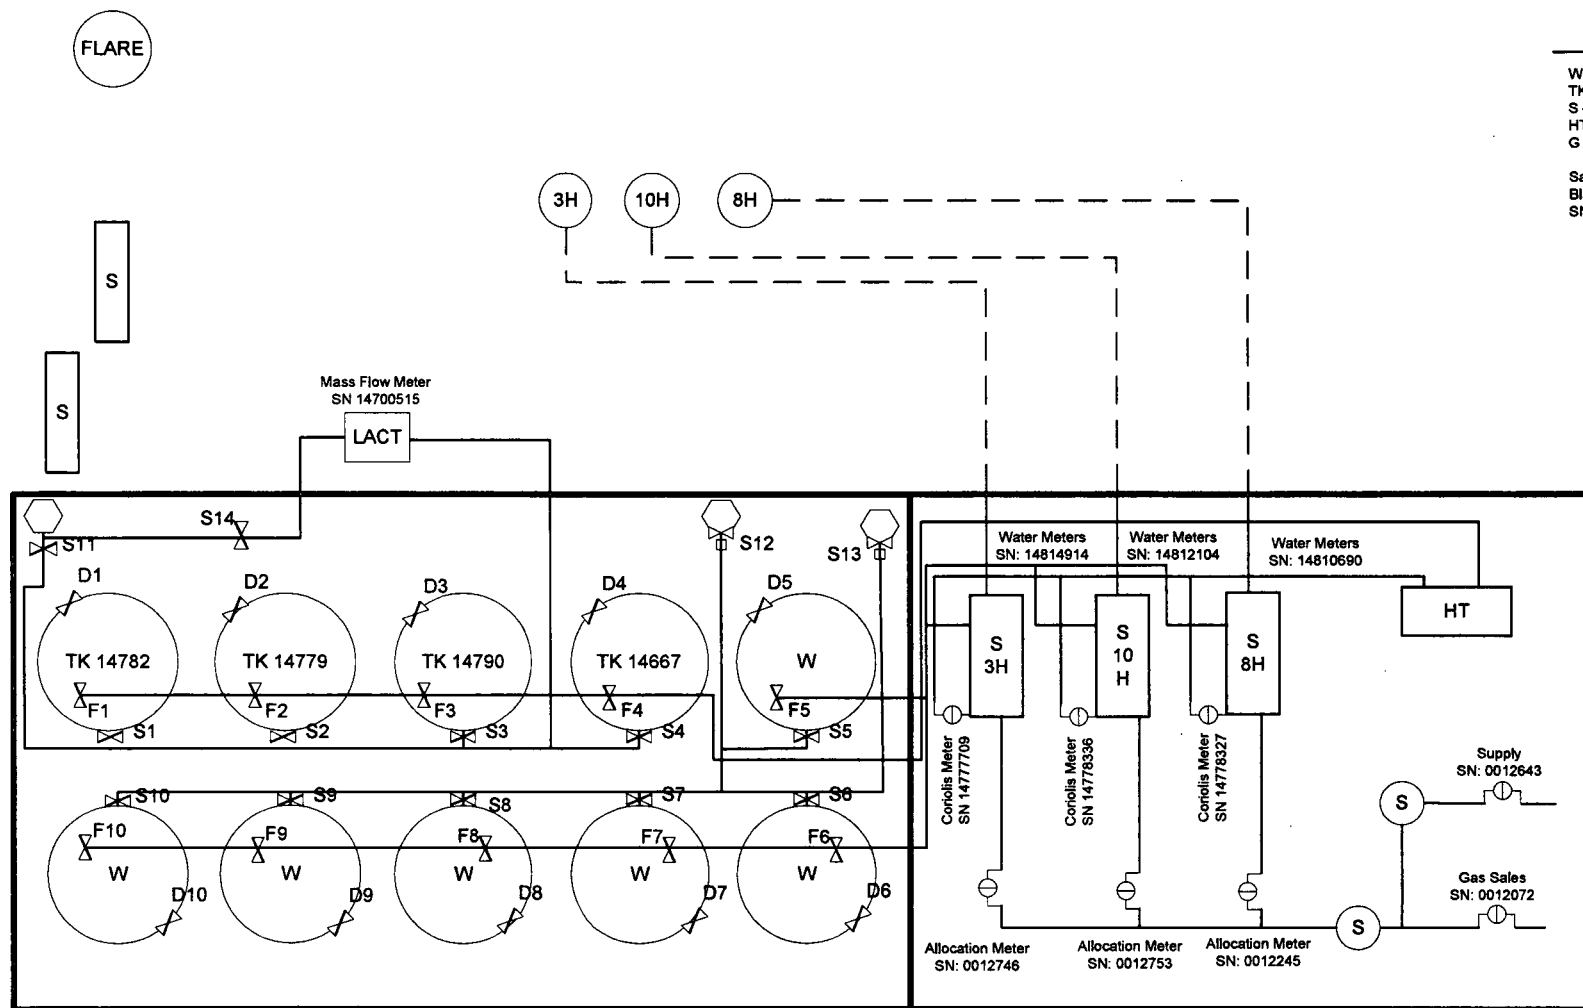 FLARE
W
TK
S -
HT
G
Sa
Bl
SN
3H
10H
8H
S
S
Mass Flow Meter
SN 14700515
LACT
S14
S11
S12
S13
Water Meters
SN: 14814914
Water Meters
SN: 14812104
Water Meters
SN: 14810690
D1
D2
D3
D4
D5
HT
TK 14782
TK 14779
TK 14790
TK 14667
W
S
3H
S
10
H
S
8H
F1
F2
F3
F4
F5
S1
S2
S3
S4
S5
Coriolis Meter
SN 14777709
Coriolis Meter
SN 14778336
Coriolis Meter
SN 14778327
Supply
SN: 0012643
S
S10
S9
S8
S7
S6
F10
F9
F8
F7
F6
W
W
W
W
W
D10
D9
D8
D7
D6
Gas Sales
SN: 0012072
S
Allocation Meter
SN: 0012746
Allocation Meter
SN: 0012753
Allocation Meter
SN: 0012245